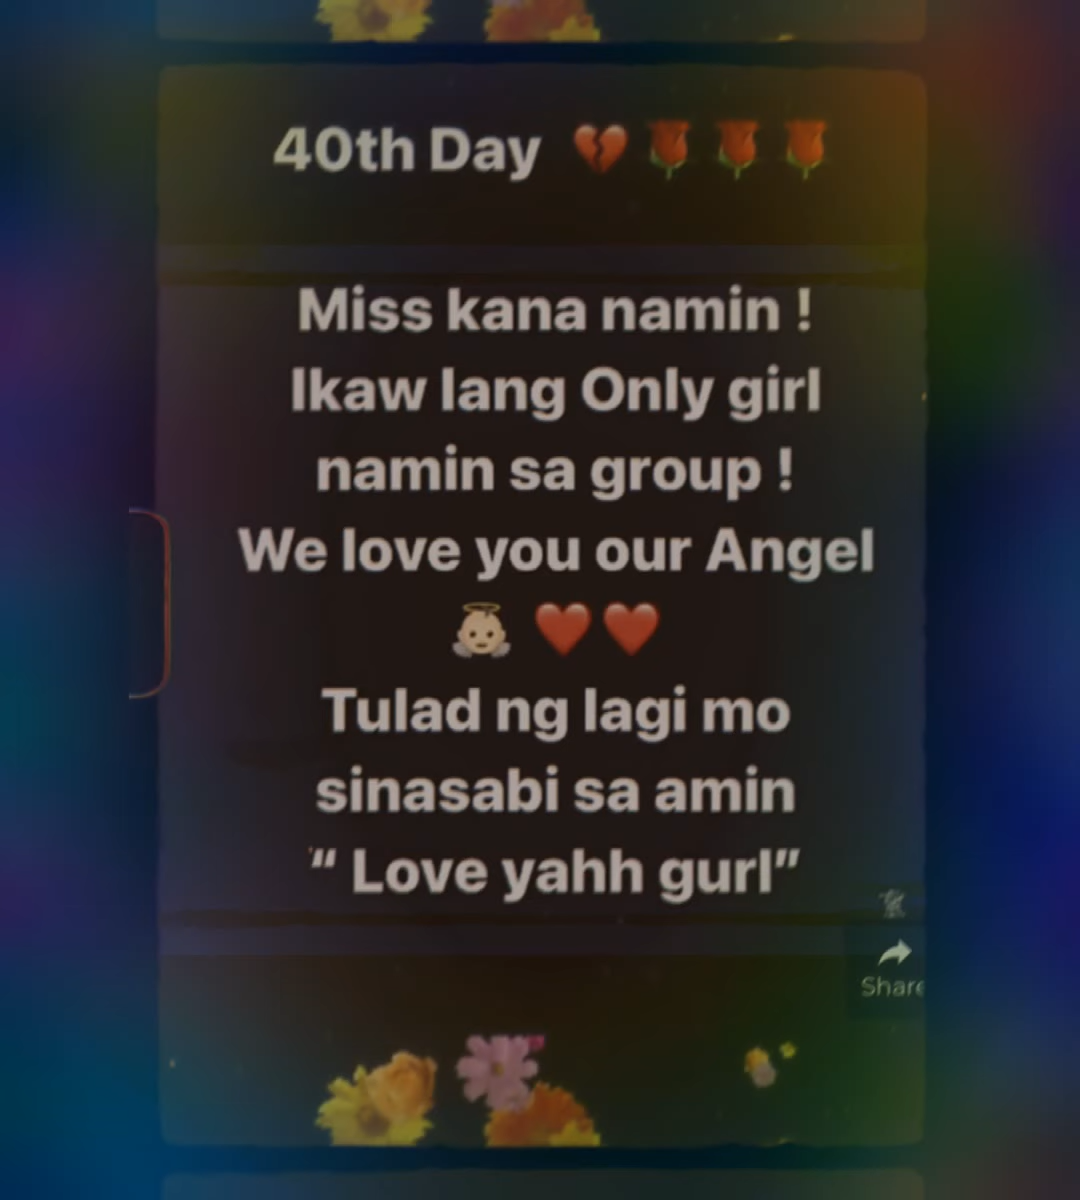 40th Day 💔🌹🌹🌹
Miss kana namin !
Ikaw lang Only girl
namin sa group !
We love you our Angel
👼🏼 ❤️❤️
Tulad ng lagi mo
sinasabi sa amin
“ Love yahh gurl”
Share